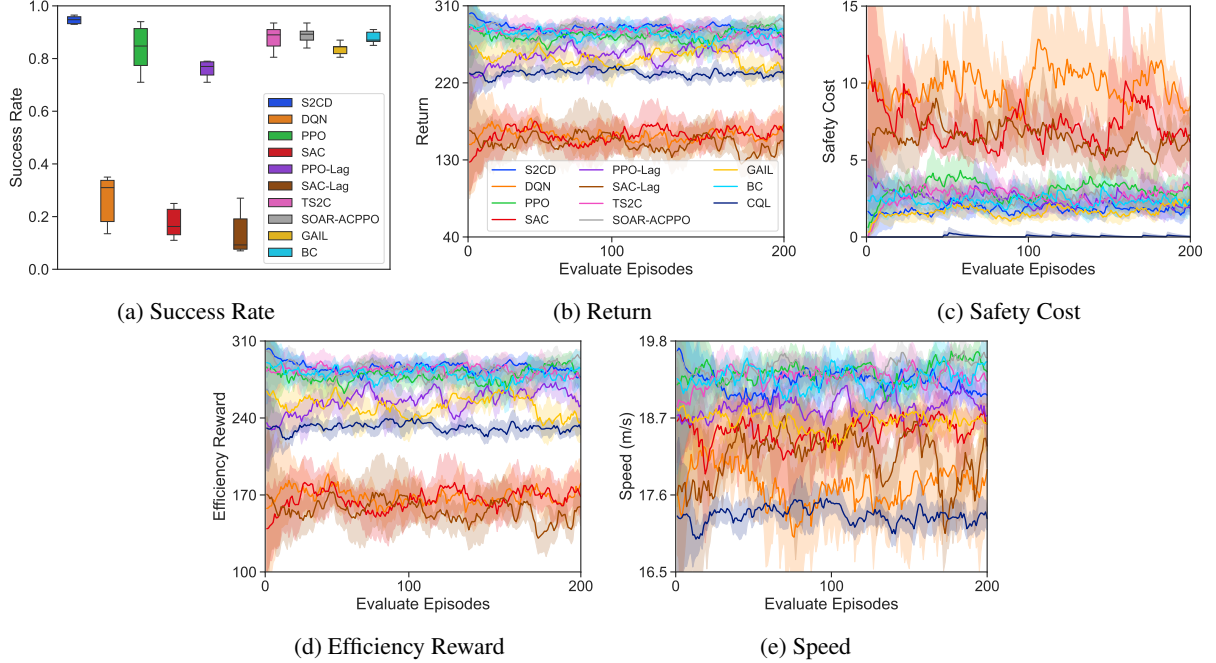 1.0
0.8
0.6
0.4
0.2
0.0
Success Rate
S2CD
DQN
PPO
SAC
PPO-Lag
SAC-Lag
TS2C
SOAR-ACPPO
GAIL
BC
(a) Success Rate
310
220
130
40
Return
S2CD
DQN
PPO
SAC
PPO-Lag
SAC-Lag
TS2C
SOAR-ACPPO
GAIL
BC
CQL
0 100 200
Evaluate Episodes
(b) Return
15
10
5
0
Safety Cost
0 100 200
Evaluate Episodes
(c) Safety Cost
310
240
170
100
Efficiency Reward
0 100 200
Evaluate Episodes
(d) Efficiency Reward
19.8
18.7
17.6
16.5
Speed (m/s)
0 100 200
Evaluate Episodes
(e) Speed